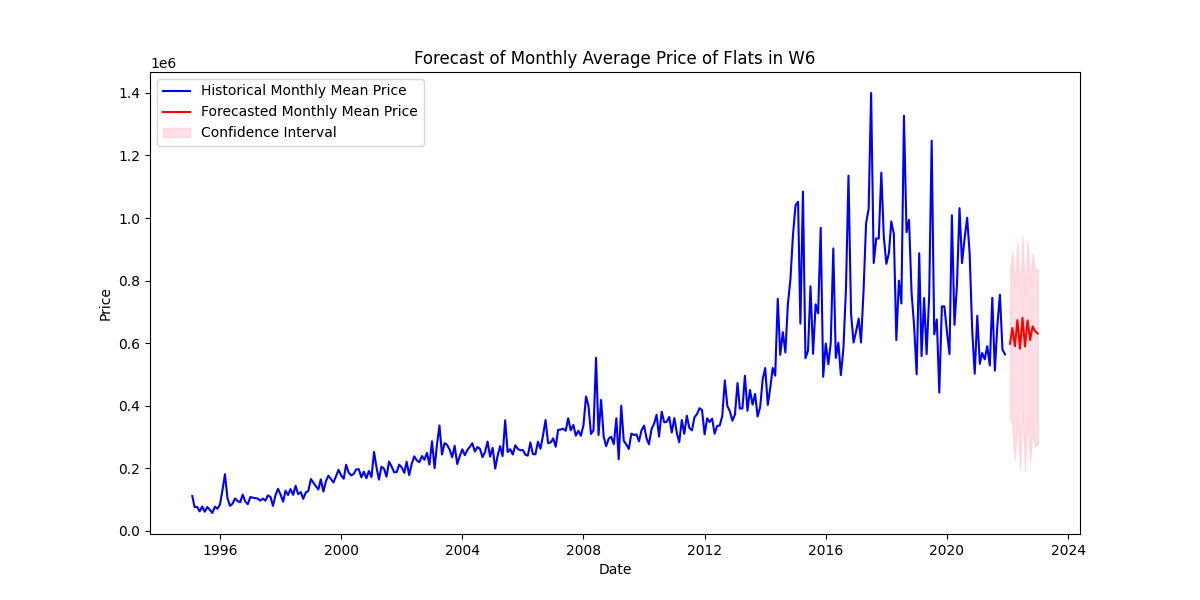 Forecast of Monthly Average Price of Flats in W6
1e6
Historical Monthly Mean Price
Forecasted Monthly Mean Price
Confidence Interval
1.4
1.2
1.0
0.8
0.6
0.4
0.2
0.0
Price
1996 2000 2004 2008 2012 2016 2020 2024
Date